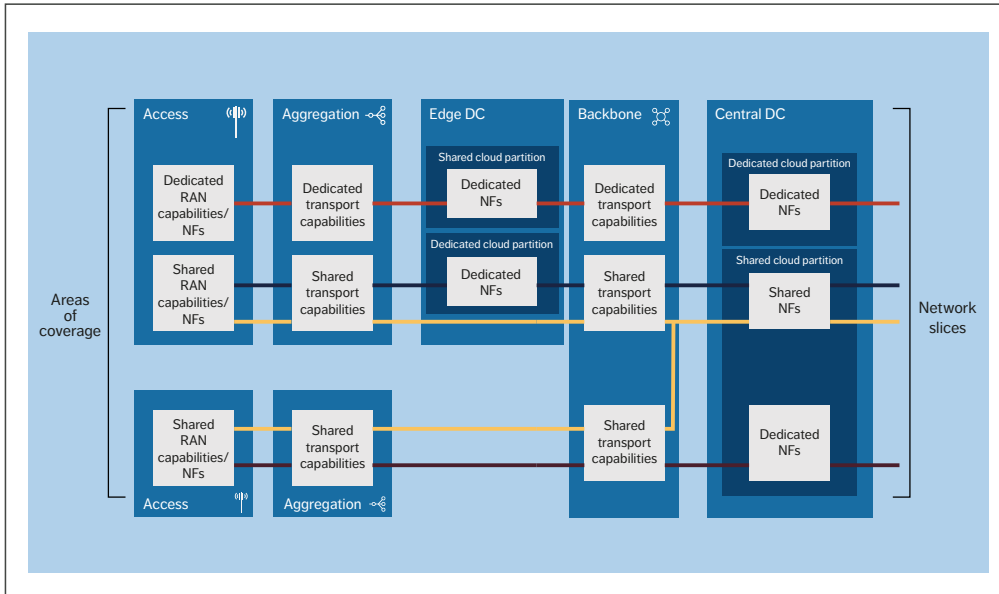 Access
Aggregation
Edge DC
Backbone
Central DC
Shared cloud partition
Dedicated cloud partition
Dedicated
RAN
capabilities/
NFs
Dedicated
transport
capabilities
Dedicated
NFs
Dedicated
transport
capabilities
Dedicated
NFs
Dedicated cloud partition
Shared cloud partition
Shared
RAN
capabilities/
NFs
Shared
transport
capabilities
Dedicated
NFs
Shared
transport
capabilities
Shared
NFs
Areas
of
coverage
Network
slices
Shared
RAN
capabilities/
NFs
Shared
transport
capabilities
Shared
transport
capabilities
Dedicated
NFs
Access
Aggregation